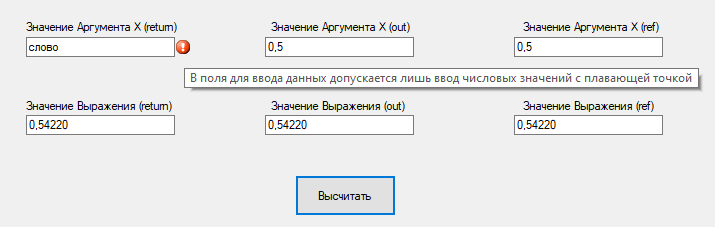 Значение Аргумента X (return) Значение Аргумента X (out) Значение Аргумента X (ref)
слово 0,5 0,5
В поля для ввода данных допускается лишь ввод числовых значений с плавающей точкой
Значение Выражения (return) Значение Выражения (out) Значение Выражения (ref)
0,54220 0,54220 0,54220
Высчитать